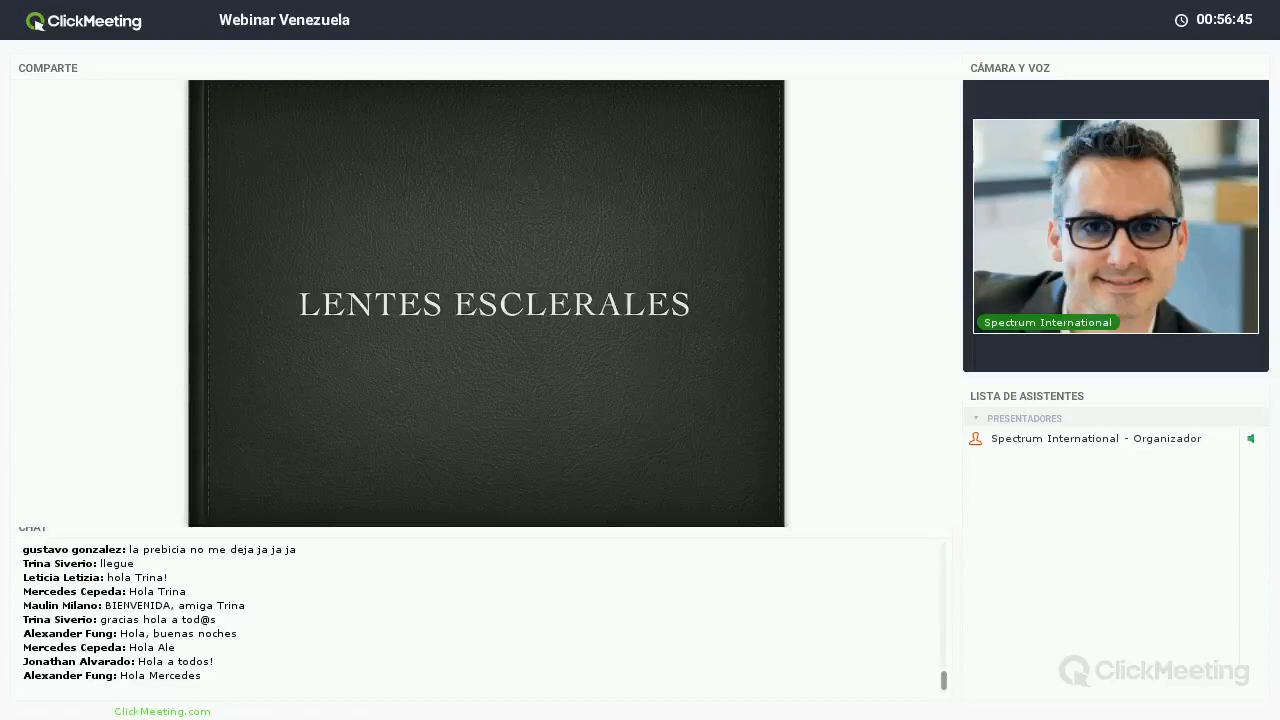 ClickMeeting
Webinar Venezuela
00:56:45
COMPARTE
LENTES ESCLERALES
CÁMARA Y VOZ
Spectrum International
LISTA DE ASISTENTES
PRESENTADORES
Spectrum International - Organizador
CHAT
gustavo gonzalez: la prebicia no me deja ja ja ja
Trina Siverio: llegue
Leticia Letizia: hola Trina!
Mercedes Cepeda: Hola Trina
Maulin Milano: BIENVENIDA, amiga Trina
Trina Siverio: gracias hola a tod@s
Alexander Fung: Hola, buenas noches
Mercedes Cepeda: Hola Ale
Jonathan Alvarado: Hola a todos!
Alexander Fung: Hola Mercedes
ClickMeeting
ClickMeeting.com